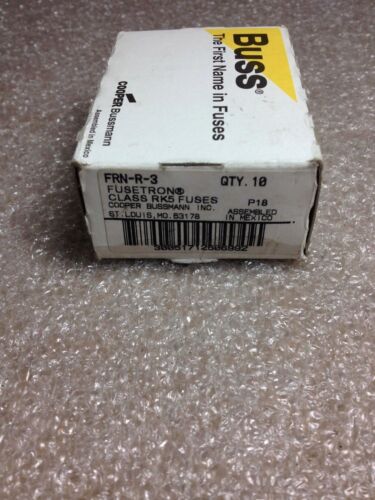 Buss®
The First Name in Fuses
COOPER Bussmann
Assembled in Mexico
FRN-R-3 QTY. 10
FUSETRON®
CLASS RK5 FUSES P18
COOPER BUSSMANN INC. ASSEMBLED
ST. LOUIS, MO. 63178 IN MEXICO